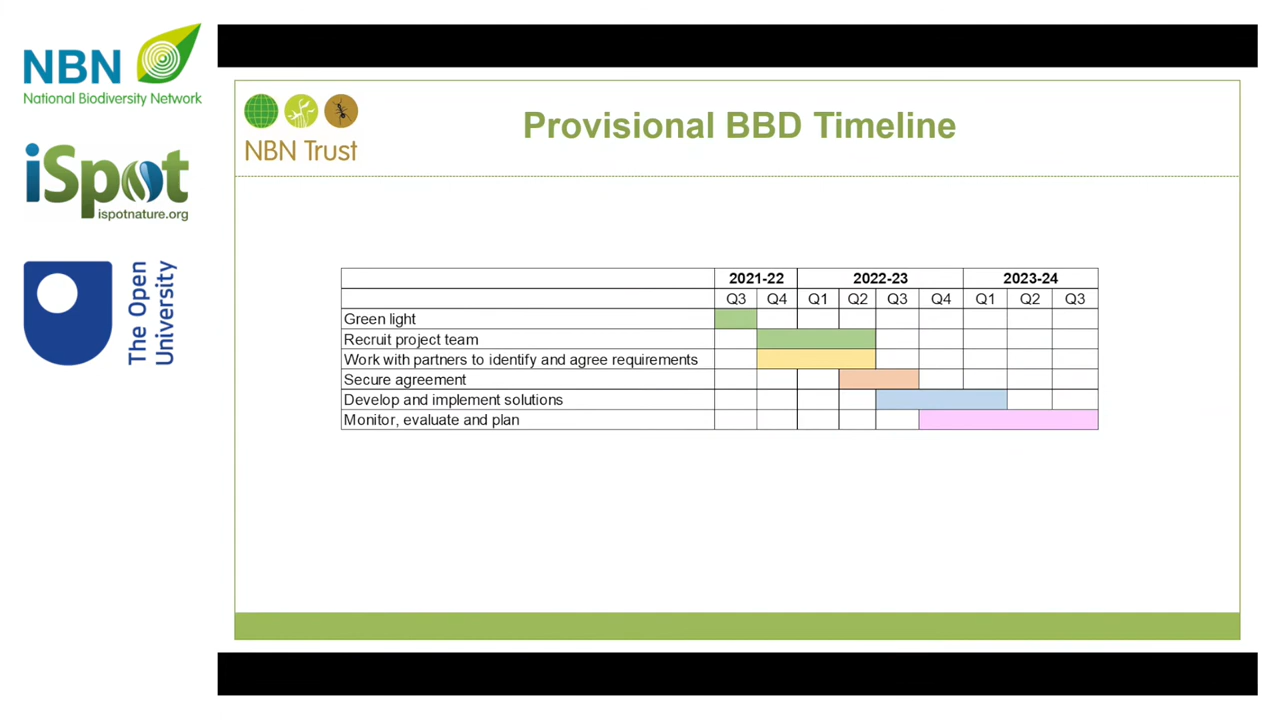 NBN
National Biodiversity Network
iSpot
ispotnature.org
The Open
University
NBN Trust
Provisional BBD Timeline
2021-22 2022-23 2023-24
Q3 Q4 Q1 Q2 Q3 Q4 Q1 Q2 Q3
Green light
Recruit project team
Work with partners to identify and agree requirements
Secure agreement
Develop and implement solutions
Monitor, evaluate and plan